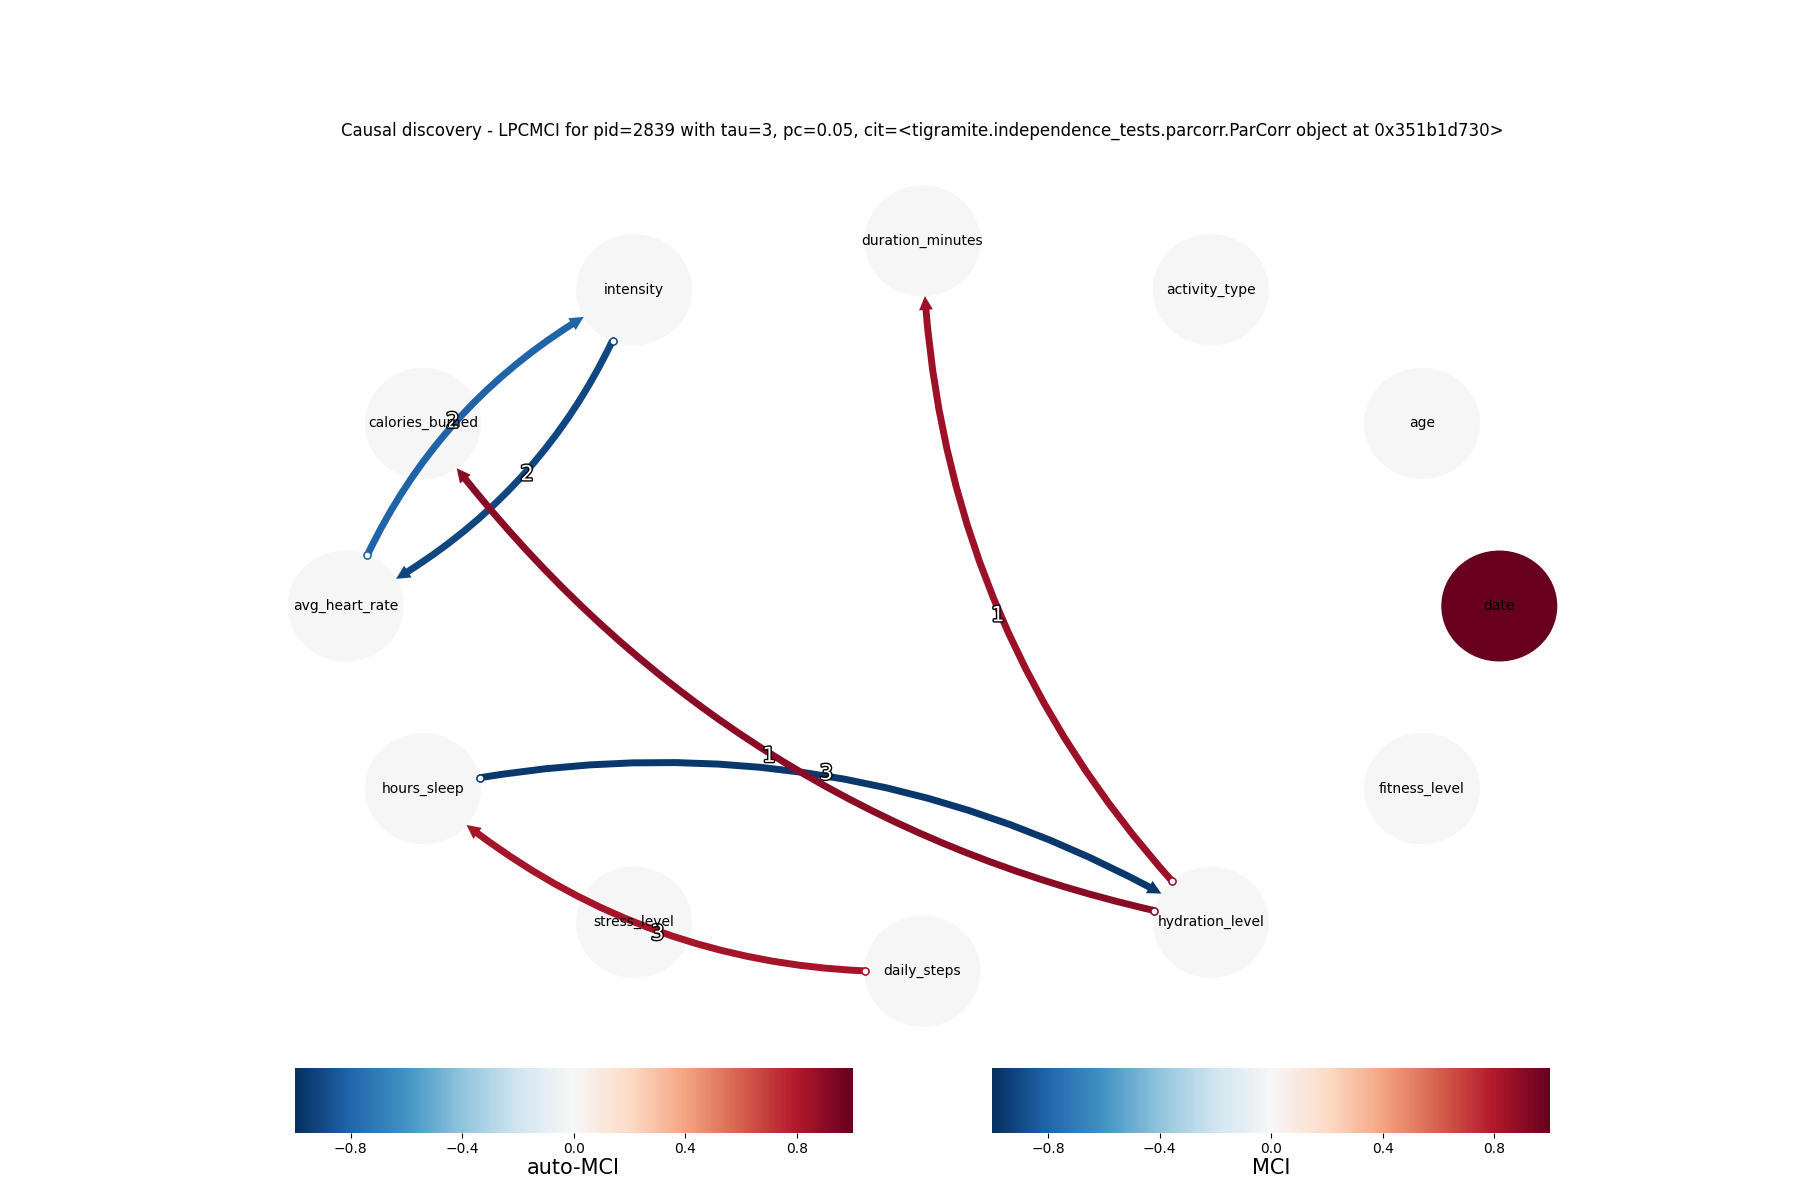 Causal discovery - LPCMCI for pid=2839 with tau=3, pc=0.05, cit=<tigramite.independence_tests.parcorr.ParCorr object at 0x351b1d730>
duration_minutes
intensity
activity_type
2
calories_burned
age
2
avg_heart_rate
date
1
1
3
hours_sleep
fitness_level
stress_level
3
hydration_level
daily_steps
−0.8 −0.4 0.0 0.4 0.8
auto-MCI
−0.8 −0.4 0.0 0.4 0.8
MCI